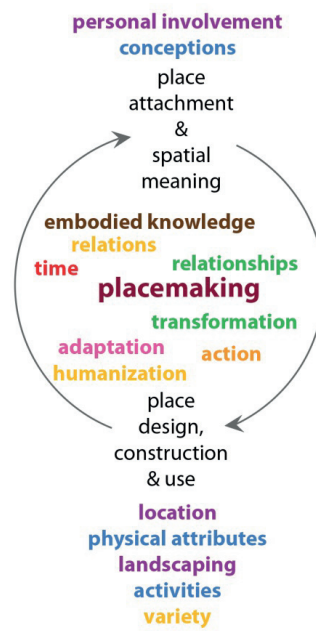 personal involvement
conceptions
place
attachment
&
spatial
meaning
embodied knowledge
relations
time
relationships
placemaking
transformation
adaptation
action
humanization
place
design,
construction
& use
location
physical attributes
landscaping
activities
variety